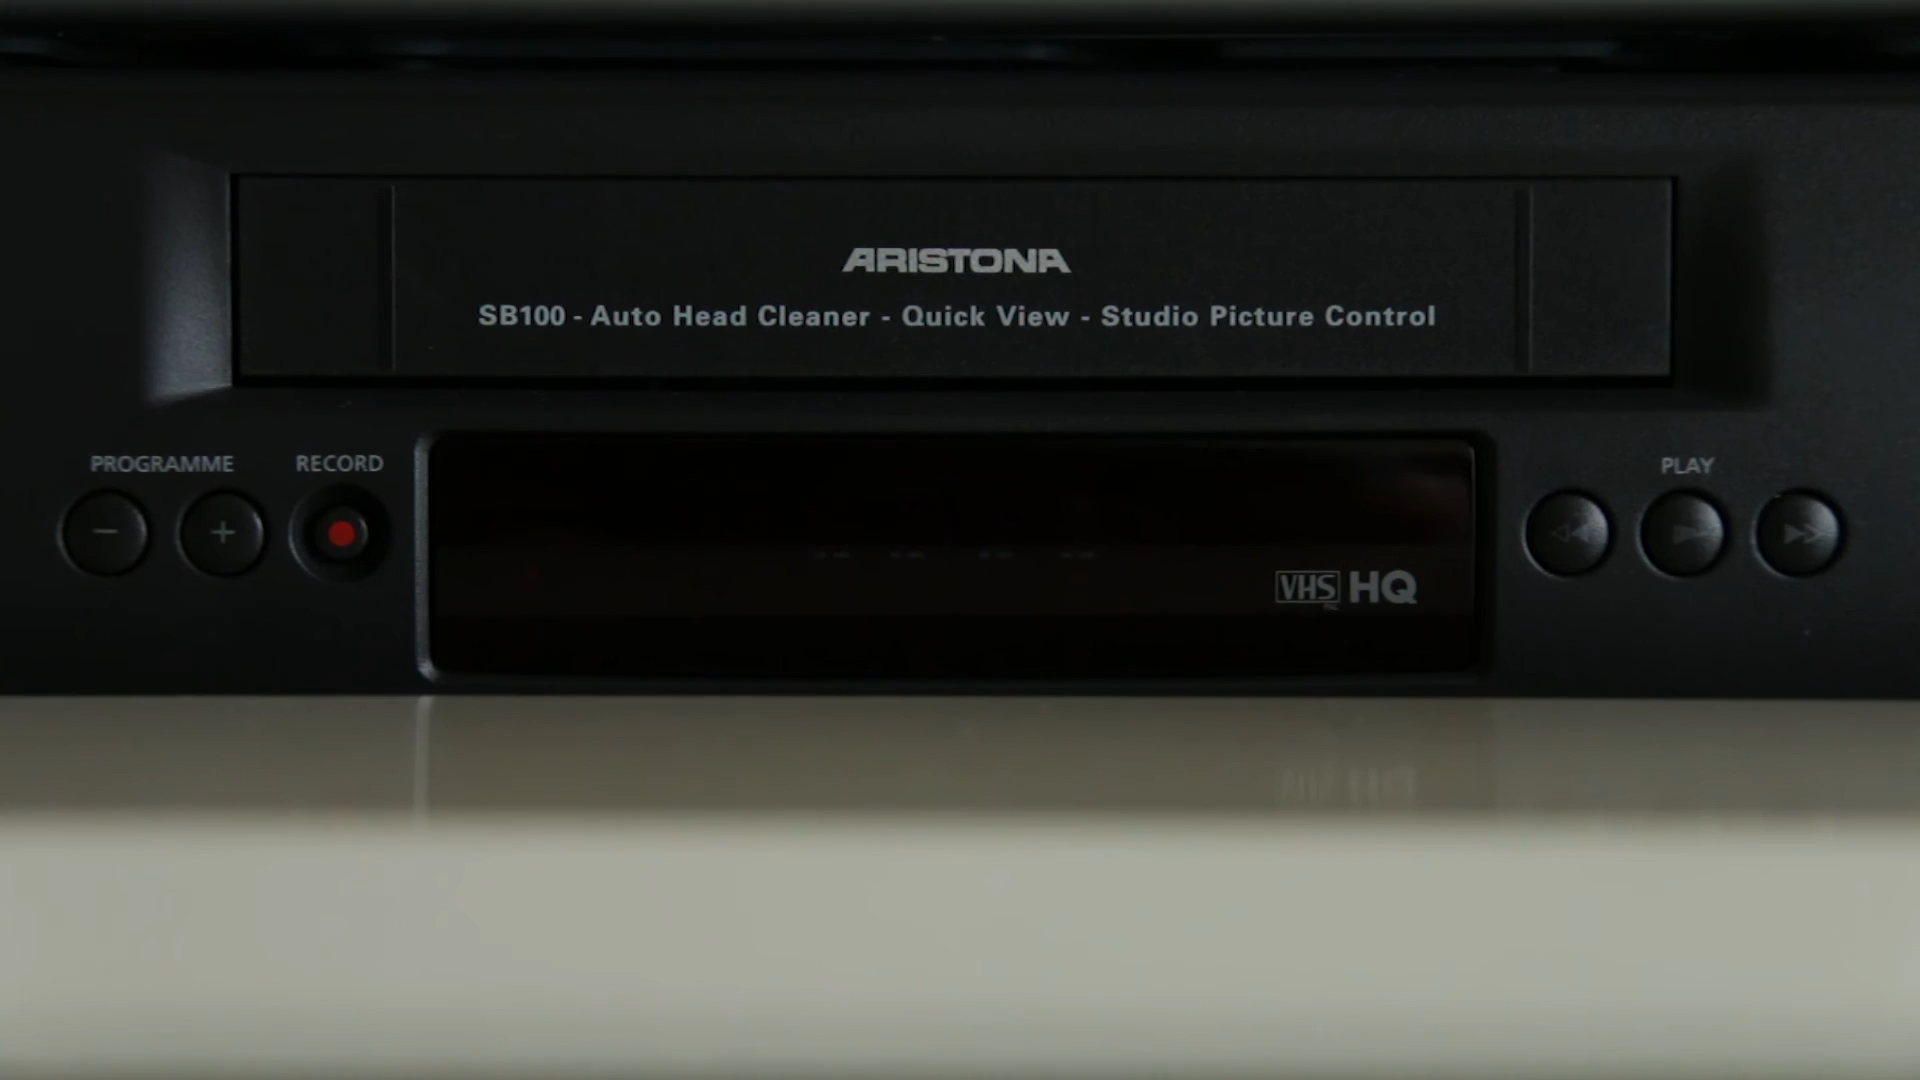 ARISTONA
SB100 - Auto Head Cleaner - Quick View - Studio Picture Control
PROGRAMME
RECORD
PLAY
- +
VHS HQ